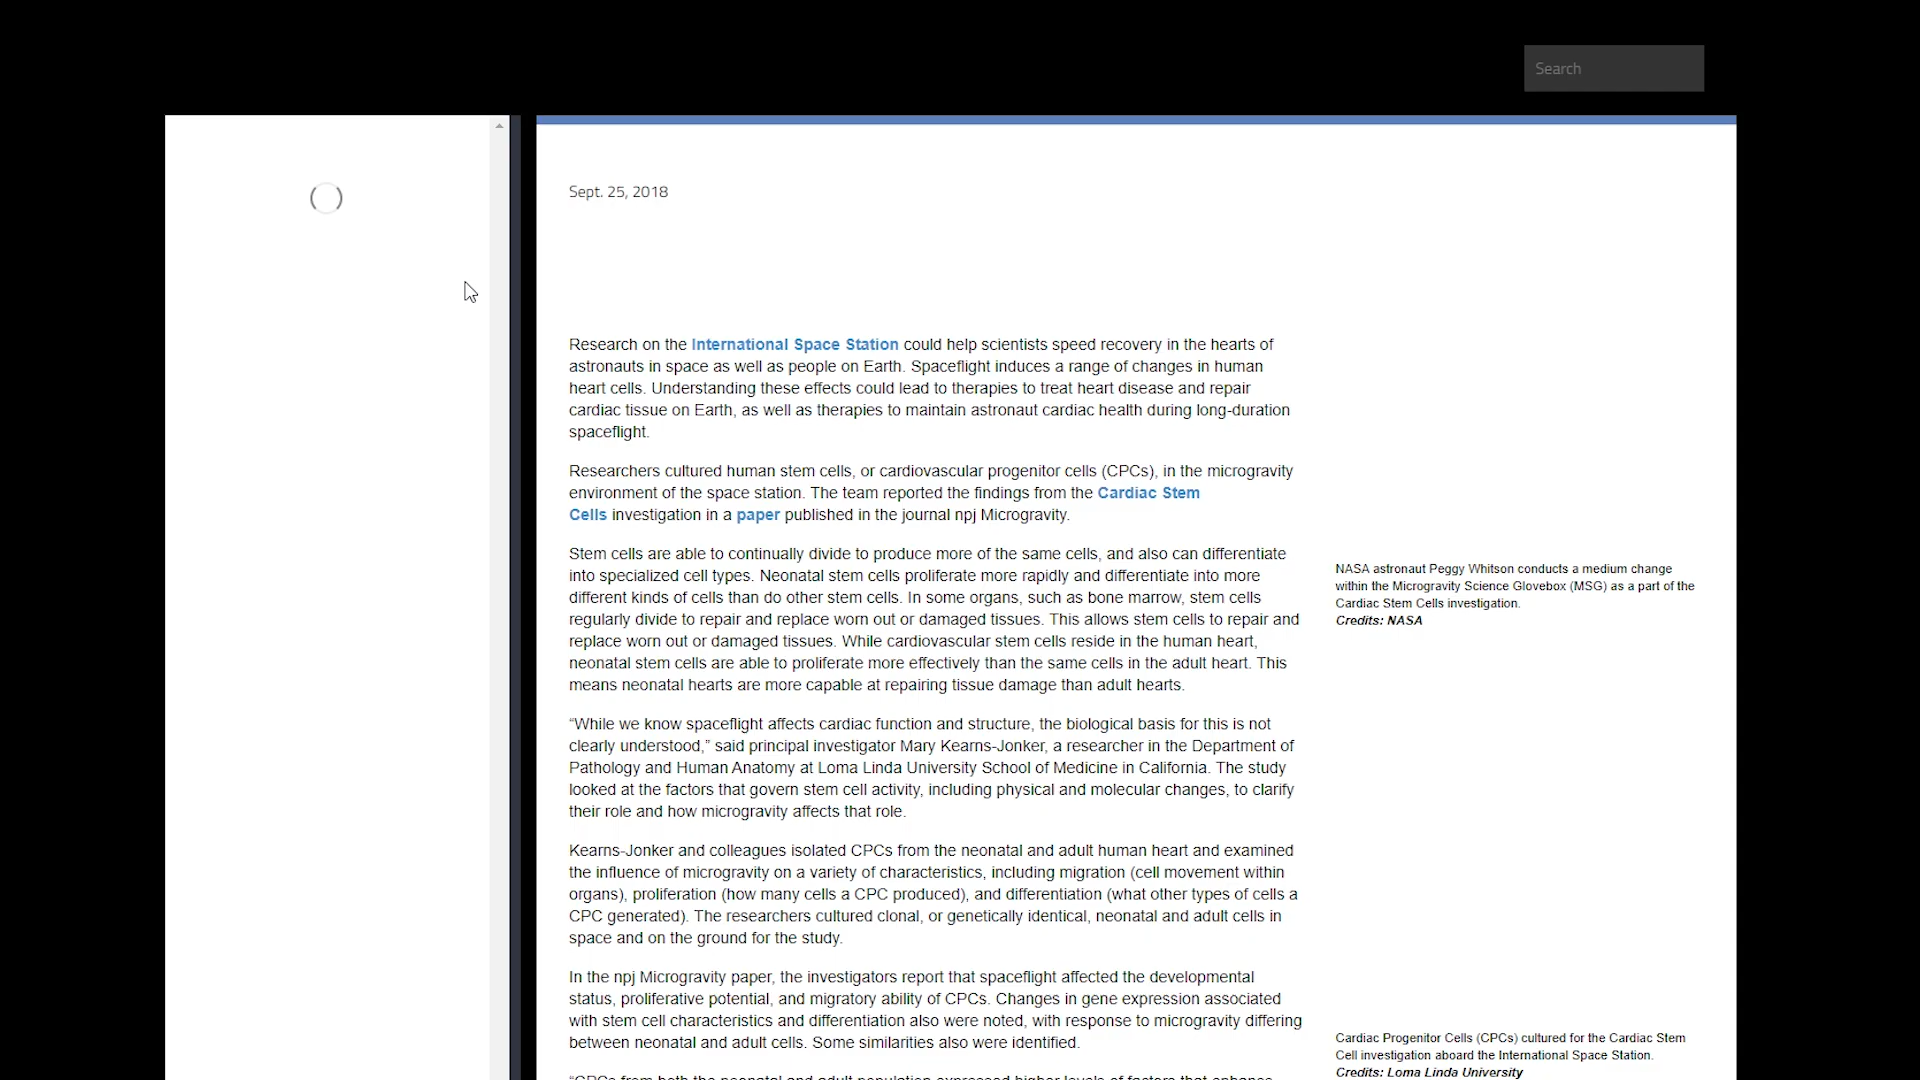 Search
Sept. 25, 2018
Research on the International Space Station could help scientists speed recovery in the hearts of
astronauts in space as well as people on Earth. Spaceflight induces a range of changes in human
heart cells. Understanding these effects could lead to therapies to treat heart disease and repair
cardiac tissue on Earth, as well as therapies to maintain astronaut cardiac health during long-duration
spaceflight.
Researchers cultured human stem cells, or cardiovascular progenitor cells (CPCs), in the microgravity
environment of the space station. The team reported the findings from the Cardiac Stem
Cells investigation in a paper published in the journal npj Microgravity.
Stem cells are able to continually divide to produce more of the same cells, and also can differentiate
into specialized cell types. Neonatal stem cells proliferate more rapidly and differentiate into more
different kinds of cells than do other stem cells. In some organs, such as bone marrow, stem cells
regularly divide to repair and replace worn out or damaged tissues. This allows stem cells to repair and
replace worn out or damaged tissues. While cardiovascular stem cells reside in the human heart,
neonatal stem cells are able to proliferate more effectively than the same cells in the adult heart. This
means neonatal hearts are more capable at repairing tissue damage than adult hearts.
“While we know spaceflight affects cardiac function and structure, the biological basis for this is not
clearly understood,” said principal investigator Mary Kearns-Jonker, a researcher in the Department of
Pathology and Human Anatomy at Loma Linda University School of Medicine in California. The study
looked at the factors that govern stem cell activity, including physical and molecular changes, to clarify
their role and how microgravity affects that role.
Kearns-Jonker and colleagues isolated CPCs from the neonatal and adult human heart and examined
the influence of microgravity on a variety of characteristics, including migration (cell movement within
organs), proliferation (how many cells a CPC produced), and differentiation (what other types of cells a
CPC generated). The researchers cultured clonal, or genetically identical, neonatal and adult cells in
space and on the ground for the study.
In the npj Microgravity paper, the investigators report that spaceflight affected the developmental
status, proliferative potential, and migratory ability of CPCs. Changes in gene expression associated
with stem cell characteristics and differentiation also were noted, with response to microgravity differing
between neonatal and adult cells. Some similarities also were identified.
“CPCs from both the neonatal and adult population expressed higher levels of factors that enhance
NASA astronaut Peggy Whitson conducts a medium change
within the Microgravity Science Glovebox (MSG) as a part of the
Cardiac Stem Cells investigation.
Credits: NASA
Cardiac Progenitor Cells (CPCs) cultured for the Cardiac Stem
Cell investigation aboard the International Space Station.
Credits: Loma Linda University